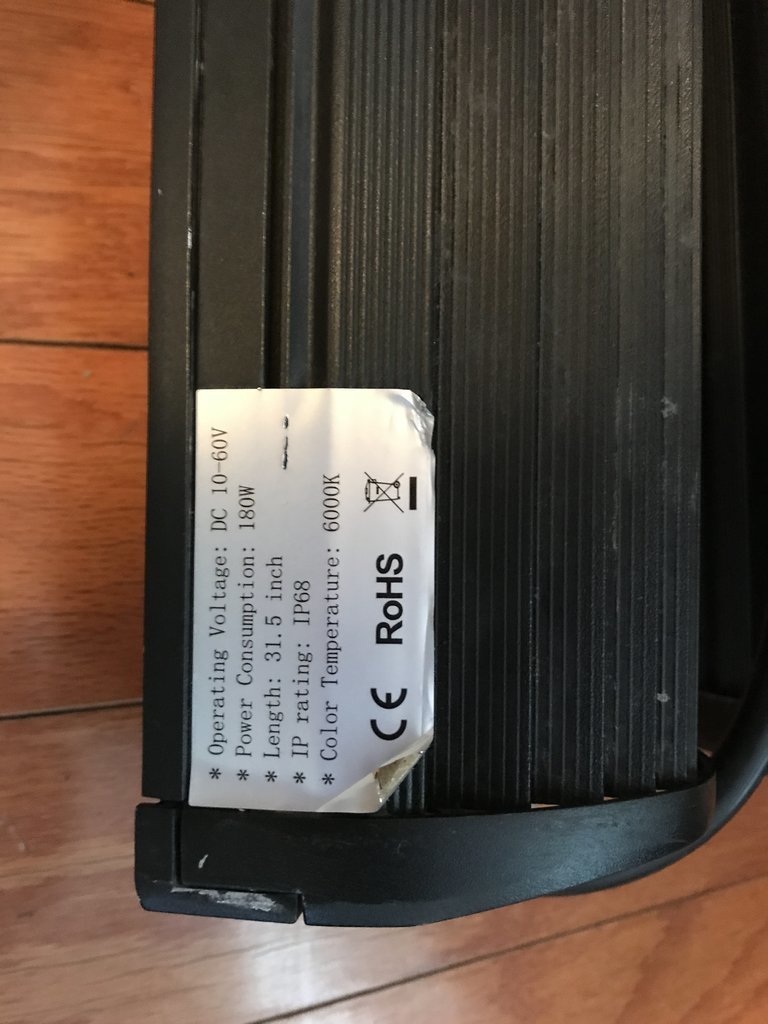 * Operating Voltage: DC 10-60V
* Power Consumption: 180W
* Length: 31.5 inch
* IP rating: IP68
* Color Temperature: 6000K
CE RoHS